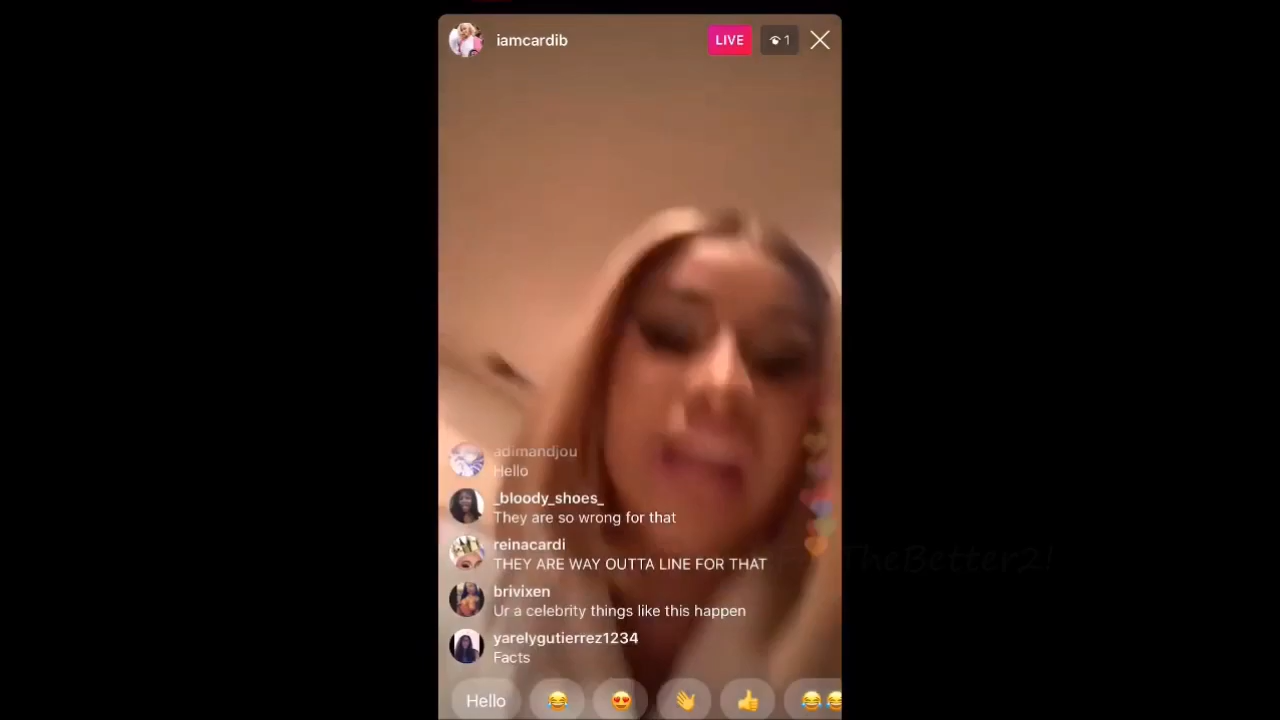 iamcardib
LIVE
1
adimandjou
Hello
_bloody_shoes_
They are so wrong for that
reinacardi
THEY ARE WAY OUTTA LINE FOR THAT
brivixen
Ur a celebrity things like this happen
yarelygutierrez1234
Facts
Hello
TheBetter2!